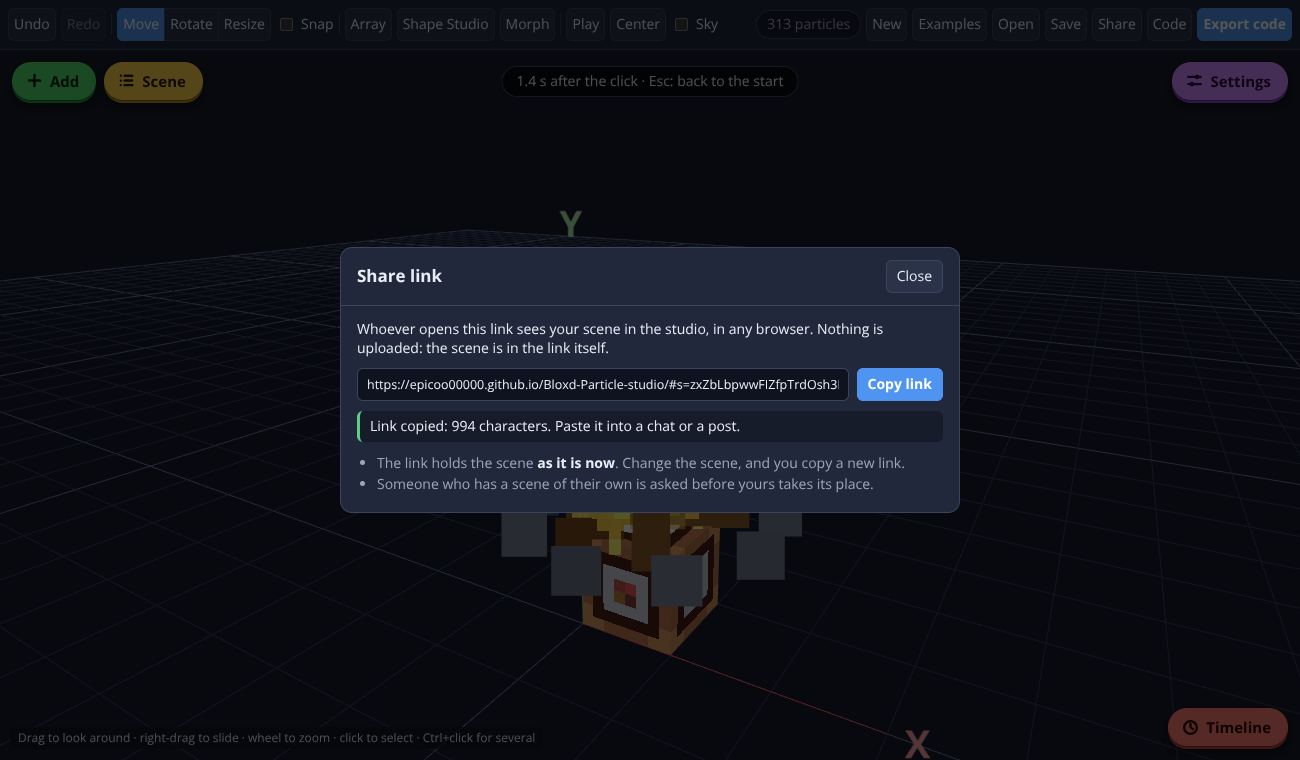 Undo Redo Move Rotate Resize Snap Array Shape Studio Morph Play Center Sky 313 particles New Examples Open Save Share Code Export code
Add Scene 1.4 s after the click · Esc: back to the start Settings
Y
Share link Close
Whoever opens this link sees your scene in the studio, in any browser. Nothing is
uploaded: the scene is in the link itself.
https://epicoo00000.github.io/Bloxd-Particle-studio/#s=zxZbLbpwwFlZfpTrdOsh3 Copy link
Link copied: 994 characters. Paste it into a chat or a post.
• The link holds the scene as it is now. Change the scene, and you copy a new link.
• Someone who has a scene of their own is asked before yours takes its place.
Timeline
Drag to look around · right-drag to slide · wheel to zoom · click to select · Ctrl+click for several
X